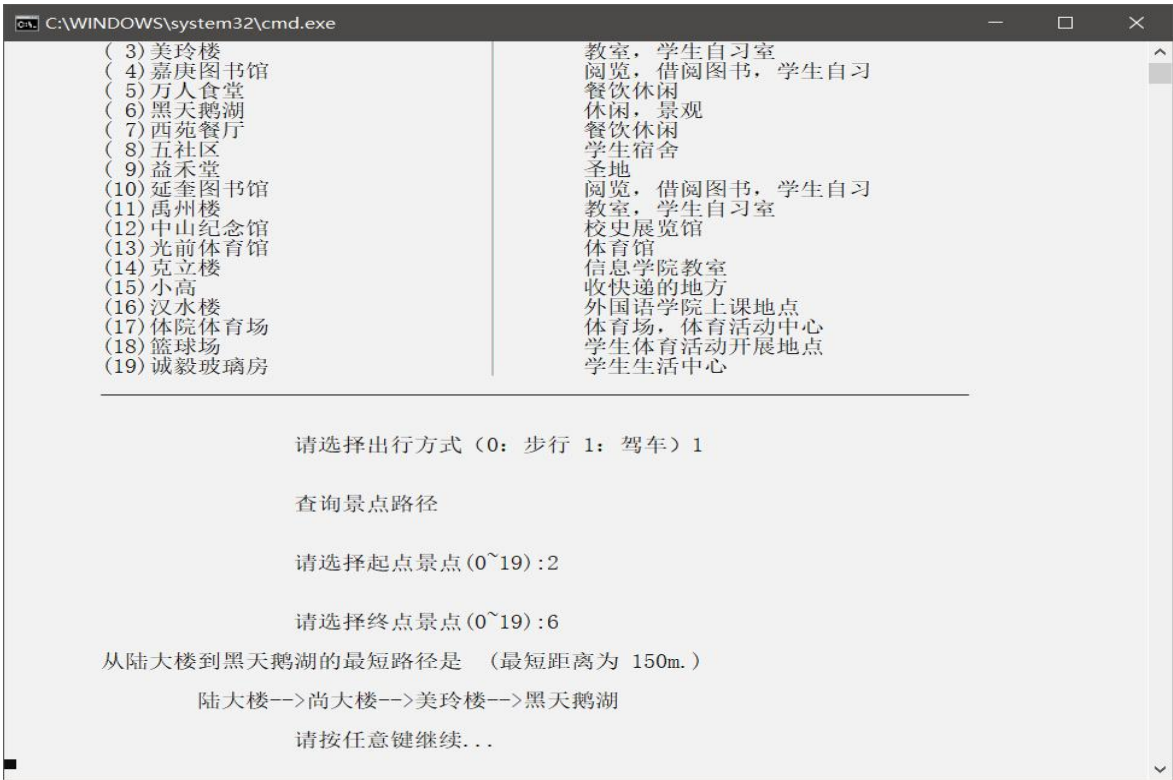 C:\WINDOWS\system32\cmd.exe
( 3)美玲楼 教室，学生自习室
( 4)嘉庚图书馆 阅览，借阅图书，学生自习
( 5)万人食堂 餐饮休闲
( 6)黑天鹅湖 休闲，景观
( 7)西苑餐厅 餐饮休闲
( 8)五社区 学生宿舍
( 9)益禾堂 圣地
(10)延奎图书馆 阅览，借阅图书，学生自习
(11)禹州楼 教室，学生自习室
(12)中山纪念馆 校史展览馆
(13)光前体育馆 体育馆
(14)克立楼 信息学院教室
(15)小高 收快递的地方
(16)汉水楼 外国语学院上课地点
(17)体院体育场 体育场，体育活动中心
(18)篮球场 学生体育活动开展地点
(19)诚毅玻璃房 学生生活中心
请选择出行方式（0：步行 1：驾车）1
查询景点路径
请选择起点景点(0~19):2
请选择终点景点(0~19):6
从陆大楼到黑天鹅湖的最短路径是 （最短距离为 150m.）
陆大楼-->尚大楼-->美玲楼-->黑天鹅湖
请按任意键继续...